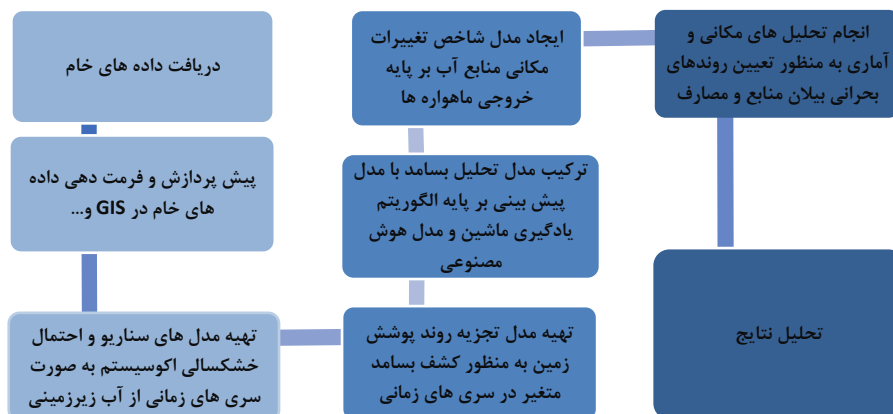 دریافت داده های خام
پیش پردازش و فرمت دهی داده
های خام در GIS و...
تهیه مدل های سناریو و احتمال
خشکسالی اکوسیستم به صورت
سری های زمانی از آب زیرزمینی
تهیه مدل تجزیه روند پوشش
زمین به منظور کشف بسامد
متغیر در سری های زمانی
ترکیب مدل تحلیل بسامد با مدل
پیش بینی بر پایه الگوریتم
یادگیری ماشین و مدل هوش
مصنوعی
ایجاد مدل شاخص تغییرات
مکانی منابع آب بر پایه
خروجی ماهواره ها
انجام تحلیل های مکانی و
آماری به منظور تعیین روندهای
بحرانی بیلان منابع و مصارف
تحلیل نتایج